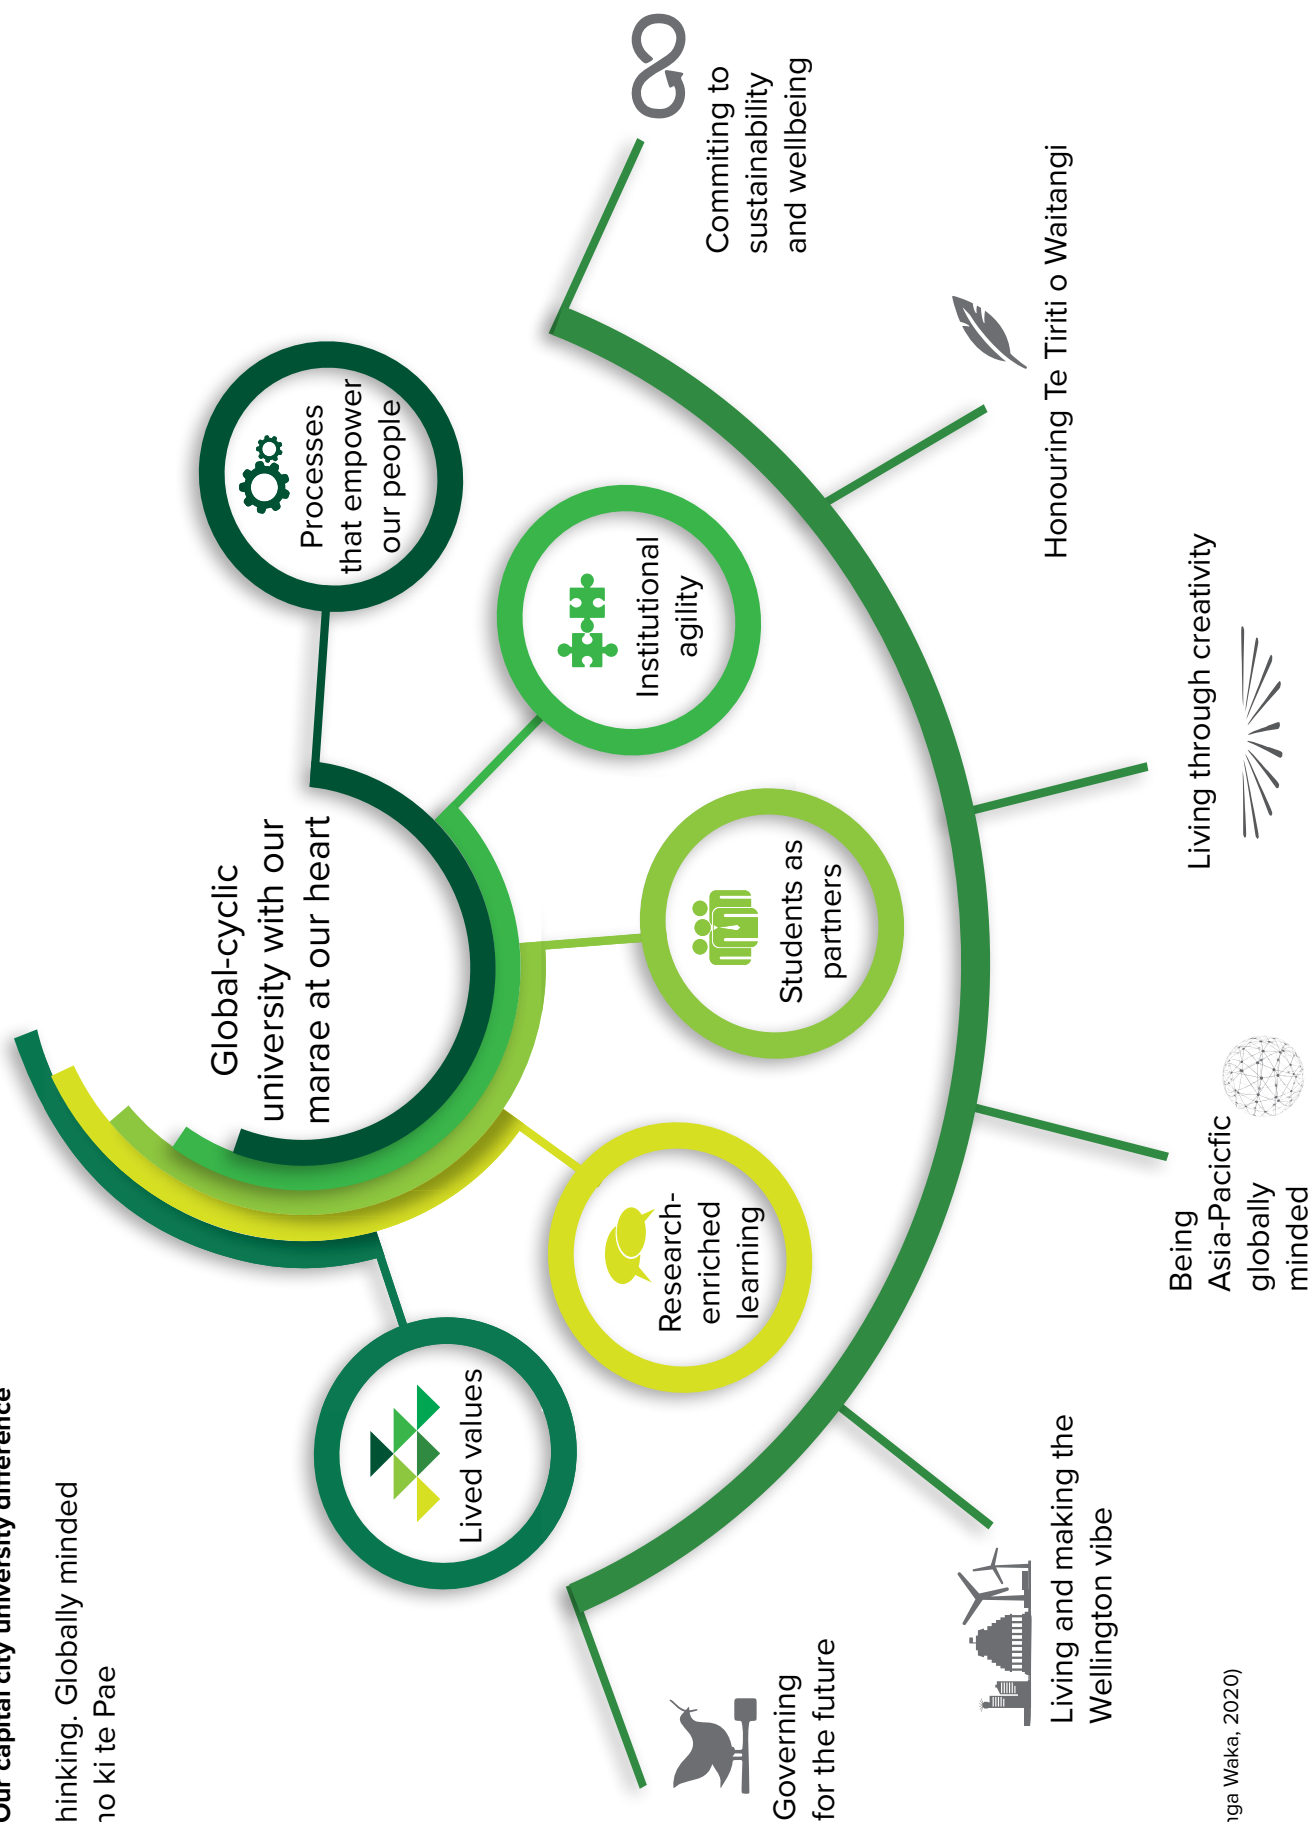 Our capital city university difference
hinking. Globally minded
no ki te Pae
Global-cyclic
university with our
marae at our heart
Lived values
Research-
enriched
learning
Students as
partners
Institutional
agility
Processes
that empower
our people
Governing
for the future
Living and making the
Wellington vibe
Being
Asia-Pacicfic
globally
minded
Living through creativity
Honouring Te Tiriti o Waitangi
Commiting to
sustainability
and wellbeing
nga Waka, 2020)